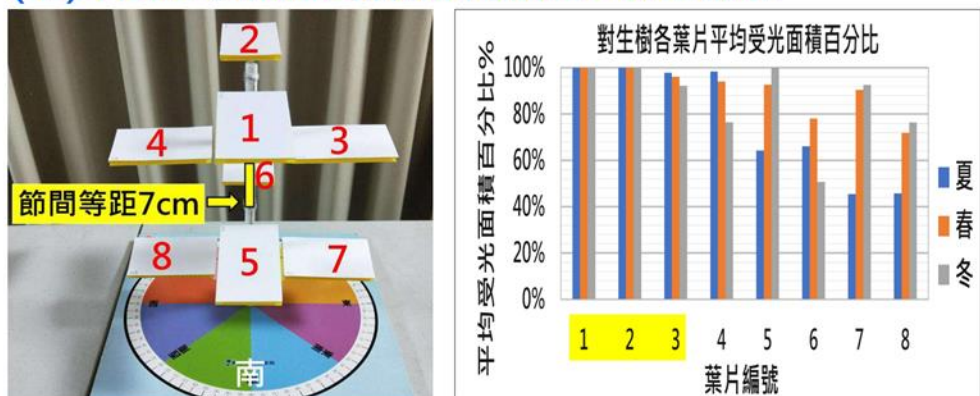 2
1
4
3
6
節間等距7cm
8
5
7
南
對生樹各葉片平均受光面積百分比
平均受光面積百分比%
100%
80%
60%
40%
20%
0%
1 2 3 4 5 6 7 8
葉片編號
夏
春
冬